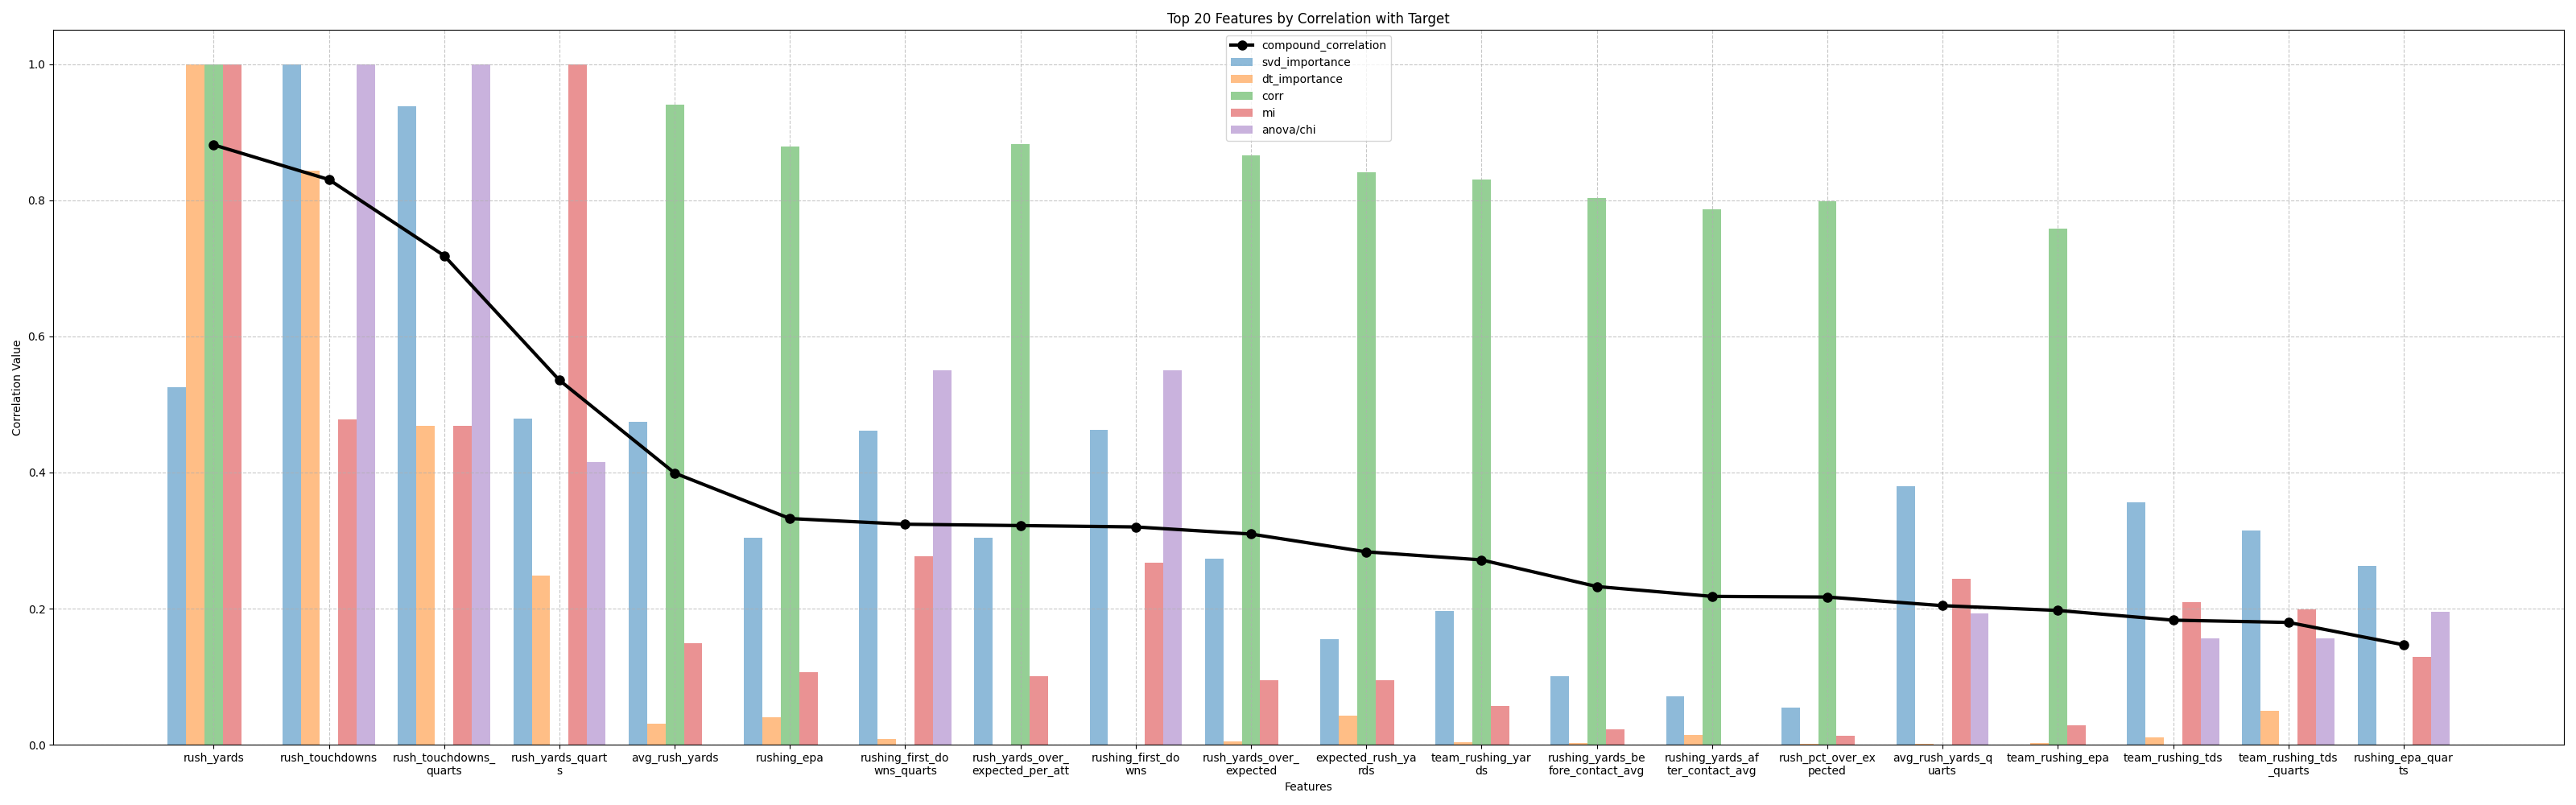 Top 20 Features by Correlation with Target
compound_correlation
svd_importance
dt_importance
corr
mi
anova/chi
Correlation Value
1.0
0.8
0.6
0.4
0.2
0.0
rush_yards
rush_touchdowns
rush_touchdowns_
quarts
rush_yards_quart
s
avg_rush_yards
rushing_epa
rushing_first_do
wns_quarts
rush_yards_over_
expected_per_att
rushing_first_do
wns
rush_yards_over_
expected
expected_rush_ya
rds
team_rushing_yar
ds
rushing_yards_be
fore_contact_avg
rushing_yards_af
ter_contact_avg
rush_pct_over_ex
pected
avg_rush_yards_q
uarts
team_rushing_epa
team_rushing_tds
team_rushing_tds
_quarts
rushing_epa_quar
ts
Features